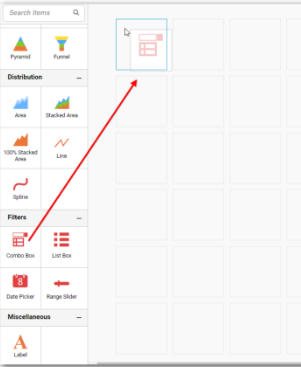 Search items
Pyramid
Funnel
Distribution
Area
Stacked Area
100% Stacked
Area
Line
Spline
Filters
Combo Box
List Box
8
Date Picker
Range Slider
Miscellaneous
A
Label